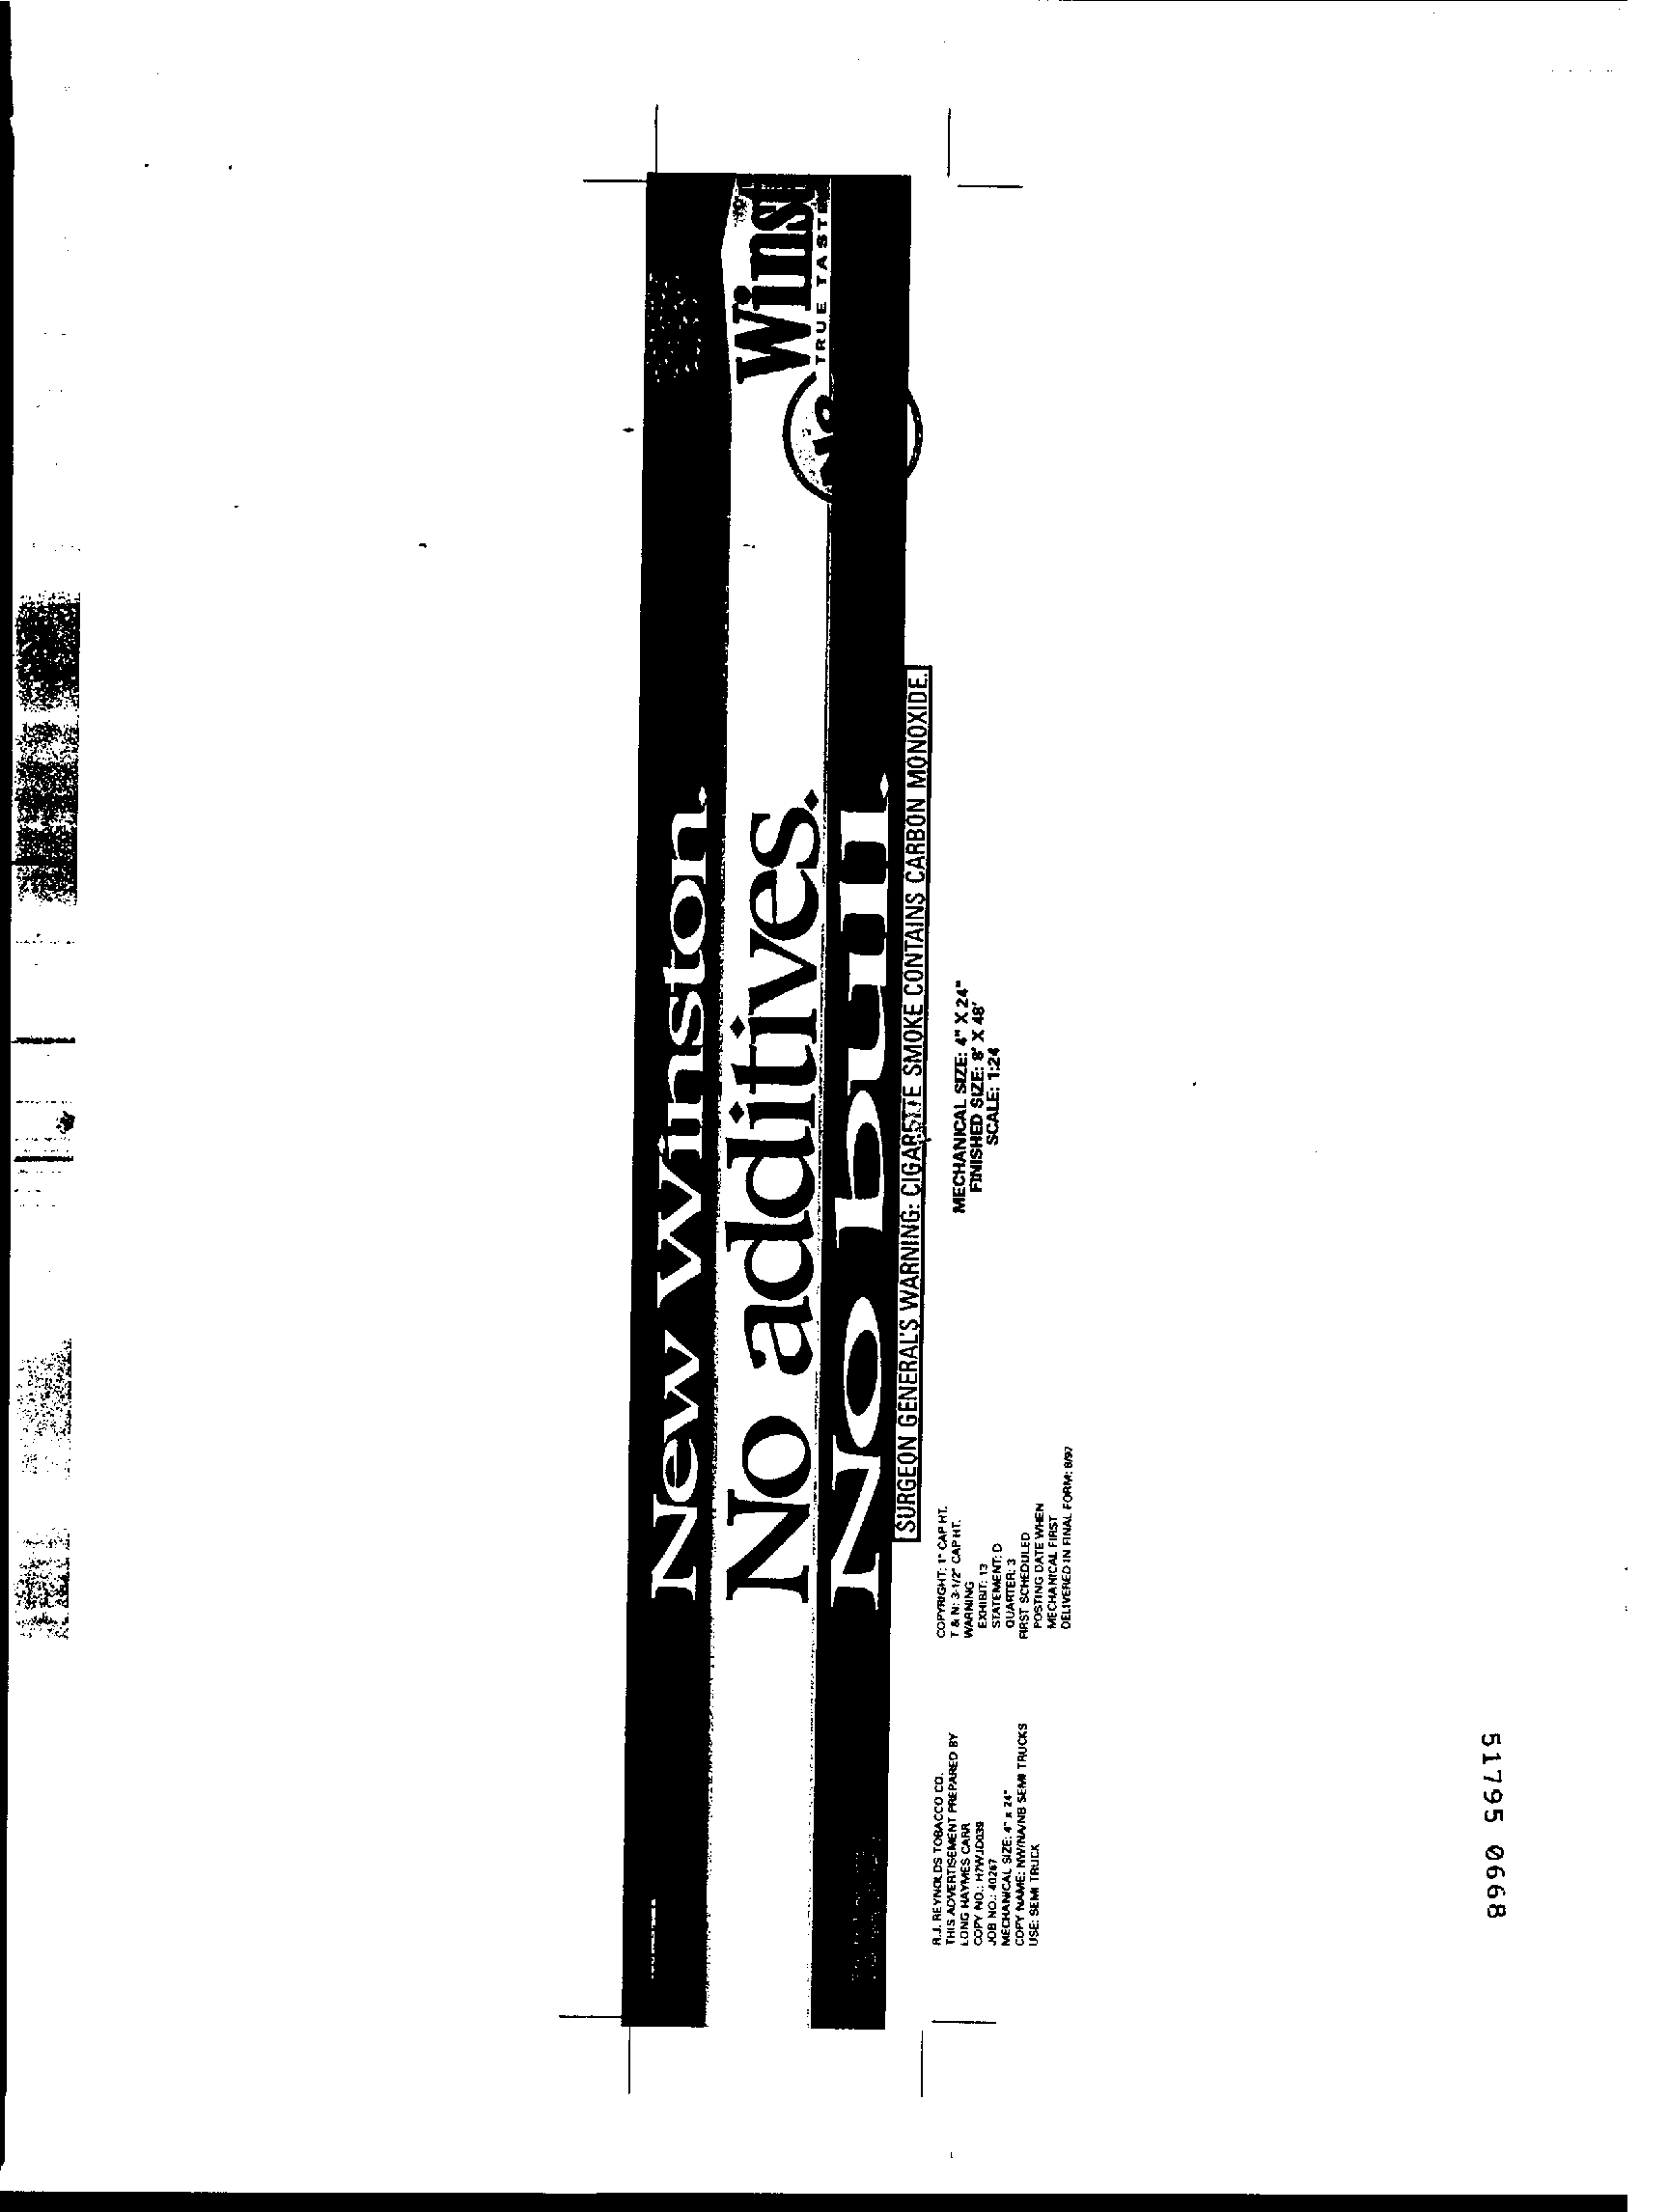 New Winston.
No additives.
No bull.
Winst
TRUE TASTE
No
SURGEON GENERAL'S WARNING: CIGARETTE SMOKE CONTAINS CARBON MONOXIDE.
MECHANICAL SIZE: 4" X 24"
FINISHED SIZE: 8' X 48'
SCALE: 1:24
COPYRIGHT: 1" CAP HT.
T & N: 3-1/2" CAP HT.
WARNING
EXHIBIT: 13
STATEMENT: D
QUARTER: 3
FIRST SCHEDULED
POSTING DATE WHEN
MECHANICAL FIRST
DELIVERED IN FINAL FORM: 8/97
R.J. REYNOLDS TOBACCO CO.
THIS ADVERTISEMENT PREPARED BY
LONG HAYMES CARR
COPY NO.: H7WJD039
JOB NO.: 40267
MECHANICAL SIZE: 4" x 24"
COPY NAME: NW/NA/NB SEMI TRUCKS
USE: SEMI TRUCK
51795 0668